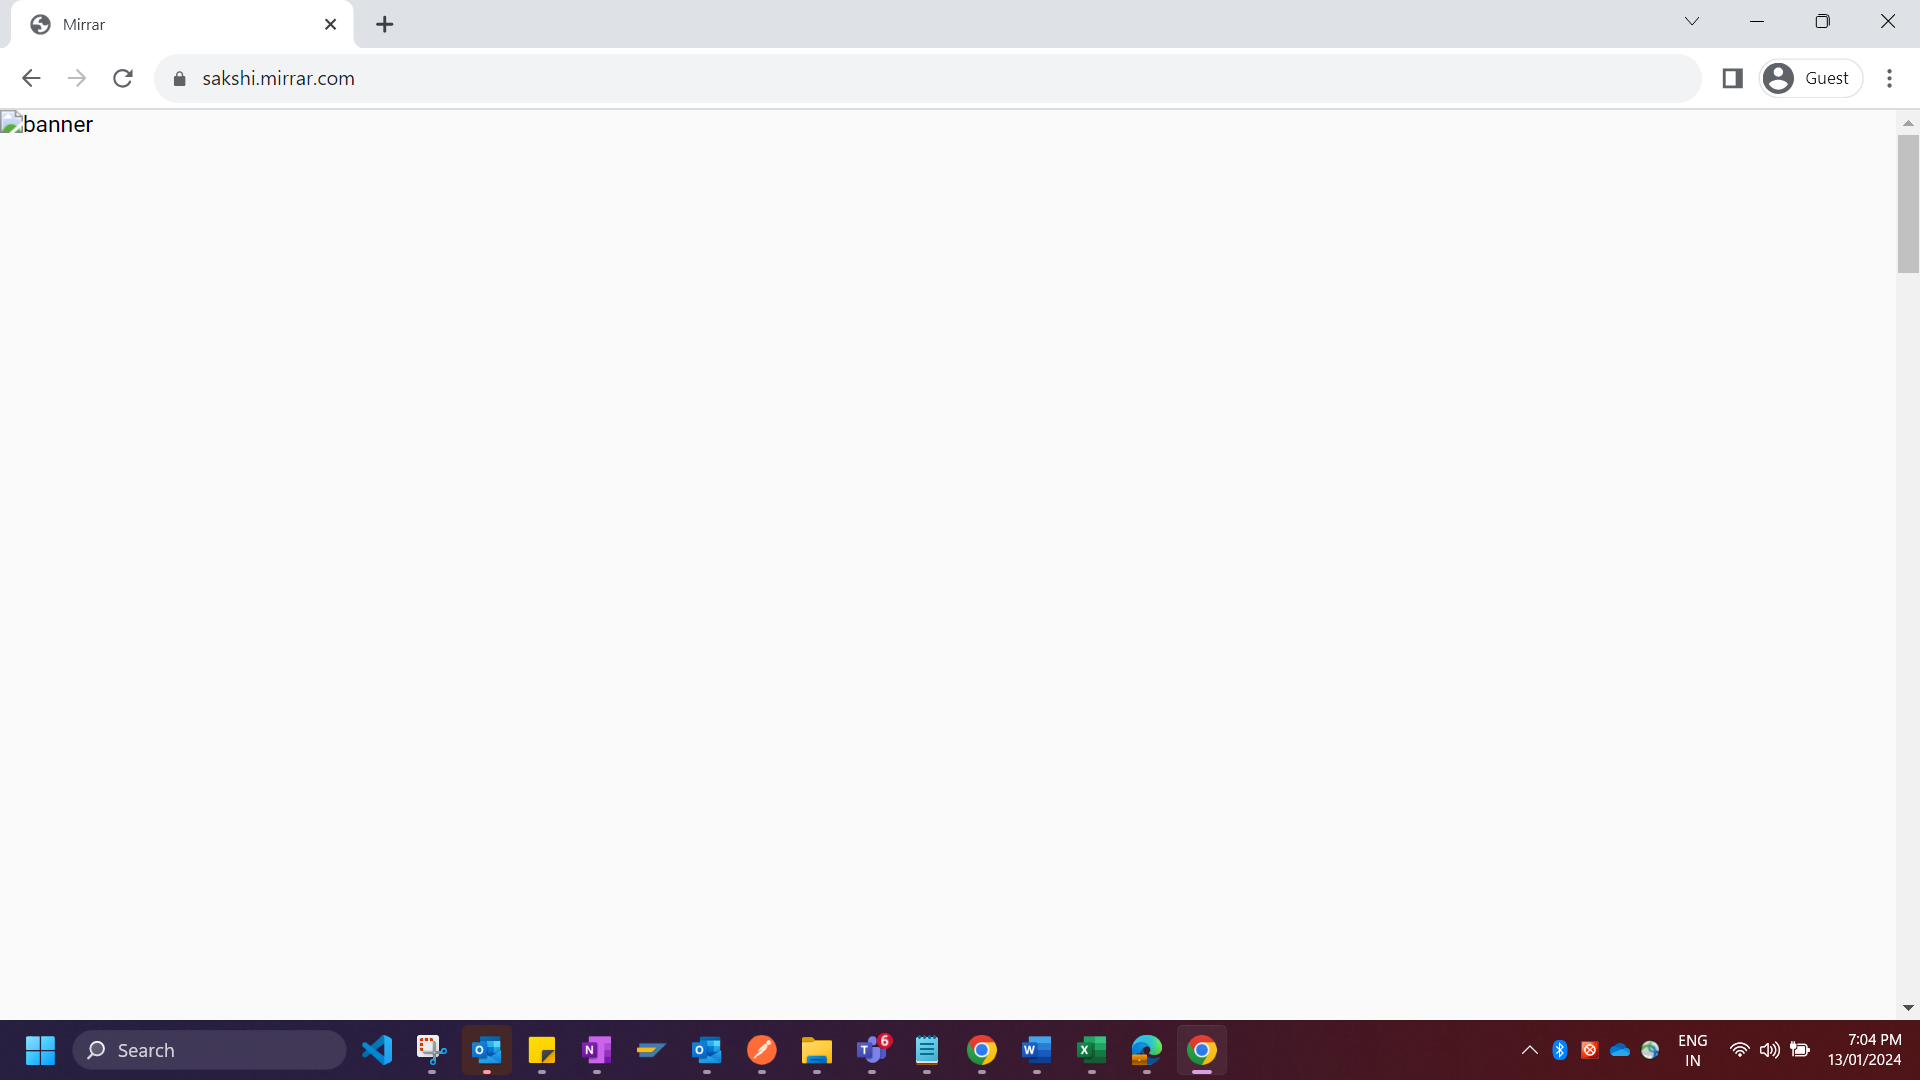 Mirrar
sakshi.mirrar.com
Guest
banner
Search
6
ENG
IN
7:04 PM
13/01/2024